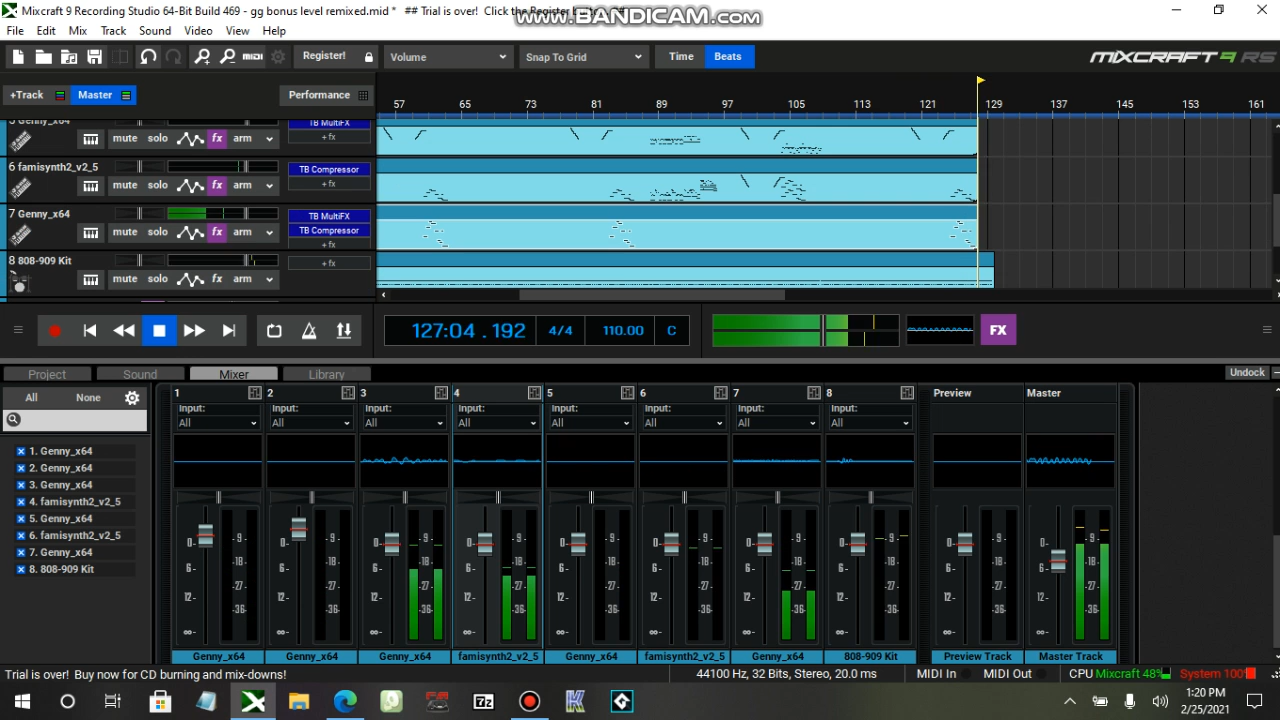 Mixcraft 9 Recording Studio 64-Bit Build 469 - gg bonus level remixed.mid * ## Trial is over! Click the Register
www.BANDICAM.com
File Edit Mix Track Sound Video View Help
MIDI Register! Volume Snap To Grid Time Beats MIXCRAFT 9 RS
+Track Master Performance 57 65 73 81 89 97 105 113 121 129 137 145 153 161
5 Genny_x64 TB MultiFX
mute solo fx arm + fx
6 famisynth2_v2_5 TB Compressor
mute solo fx arm + fx
7 Genny_x64 TB MultiFX
TB Compressor
mute solo fx arm + fx
8 808-909 Kit + fx
mute solo fx arm
127:04 .192 4/4 110.00 C FX
Project Sound Mixer Library Undock
All None 1 2 3 4 5 6 7 8 Preview Master
Input: Input: Input: Input: Input: Input: Input: Input:
All All All All All All All All
1. Genny_x64
2. Genny_x64
3. Genny_x64
4. famisynth2_v2_5
5. Genny_x64
6. famisynth2_v2_5
7. Genny_x64
8. 808-909 Kit
0 -9 0 -9 0 -9 0 -9 0 -9 0 -9 0 -9 0 -9 0 -9 0 -9
6 -18 6 -18 6 -18 6 -18 6 -18 6 -18 6 -18 6 -18 6 -18 6 -18
12 -27 12 -27 12 -27 12 -27 12 -27 12 -27 12 -27 12 -27 12 -27 12 -27
-36 -36 -36 -36 -36 -36 -36 -36 -36 -36
∞ ∞ ∞ ∞ ∞ ∞ ∞ ∞ ∞ ∞
Genny_x64 Genny_x64 Genny_x64 famisynth2_v2_5 Genny_x64 famisynth2_v2_5 Genny_x64 808-909 Kit Preview Track Master Track
Trial is over! Buy now for CD burning and mix-downs! 44100 Hz, 32 Bits, Stereo, 20.0 ms MIDI In MIDI Out CPU Mixcraft 48% System 100%
7z K 1:20 PM
2/25/2021